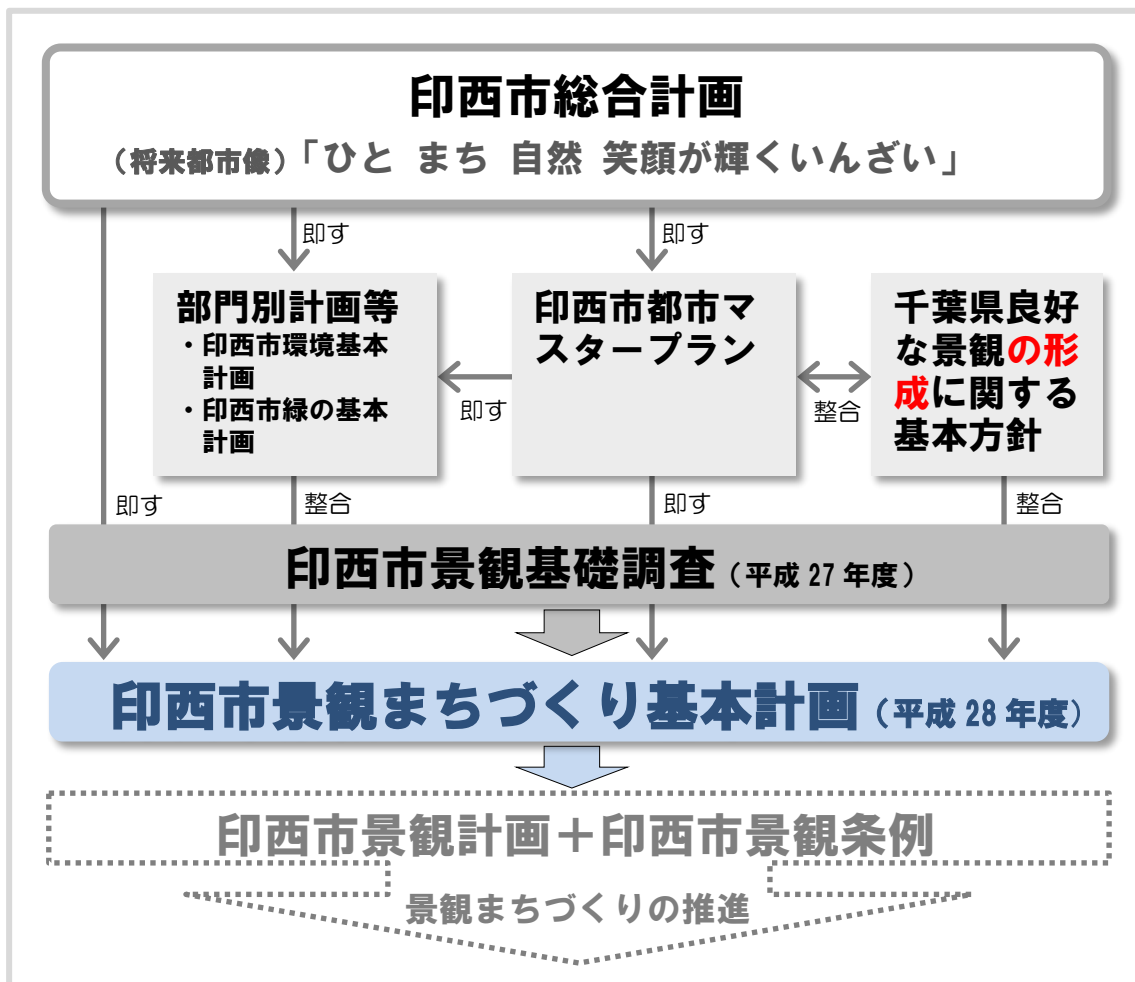 印西市総合計画
（将来都市像）「ひと まち 自然 笑顔が輝くいんざい」
即す
即す
部門別計画等
・印西市環境基本
計画
・印西市緑の基本
計画
即す
印西市都市マ
スタープラン
整合
千葉県良好
な景観の形
成に関する
基本方針
即す
整合
即す
整合
印西市景観基礎調査（平成 27 年度）
印西市景観まちづくり基本計画（平成 28 年度）
印西市景観計画＋印西市景観条例
景観まちづくりの推進